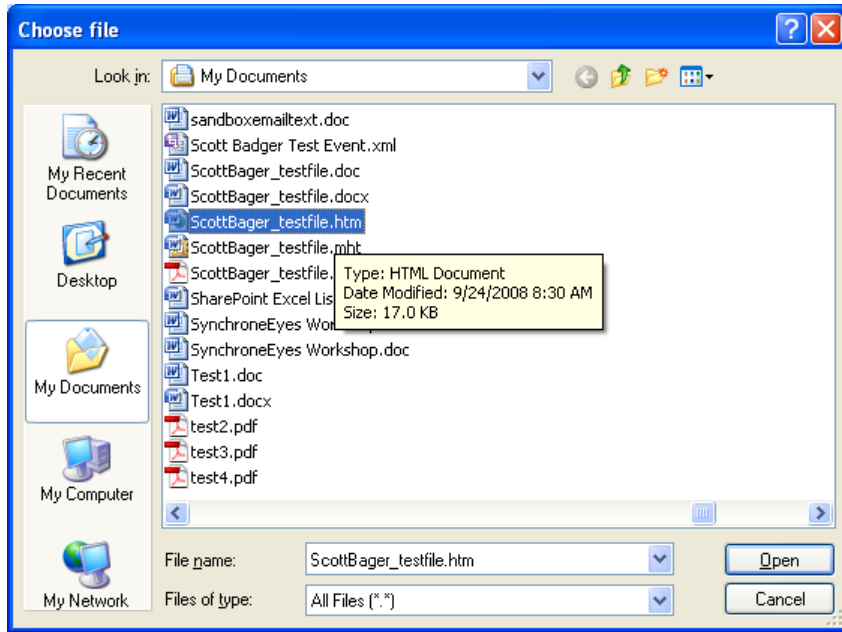 Choose file
Look in: My Documents
My Recent Documents
Desktop
My Documents
My Computer
My Network
sandboxemailtext.doc
Scott Badger Test Event.xml
ScottBager_testfile.doc
ScottBager_testfile.docx
ScottBager_testfile.htm
ScottBager_testfile.mht
ScottBager_testfile.
SharePoint Excel Lis
SynchroneEyes Wor
SynchroneEyes Workshop.doc
Test1.doc
Test1.docx
test2.pdf
test3.pdf
test4.pdf
Type: HTML Document
Date Modified: 9/24/2008 8:30 AM
Size: 17.0 KB
File name: ScottBager_testfile.htm Open
Files of type: All Files (*.*) Cancel